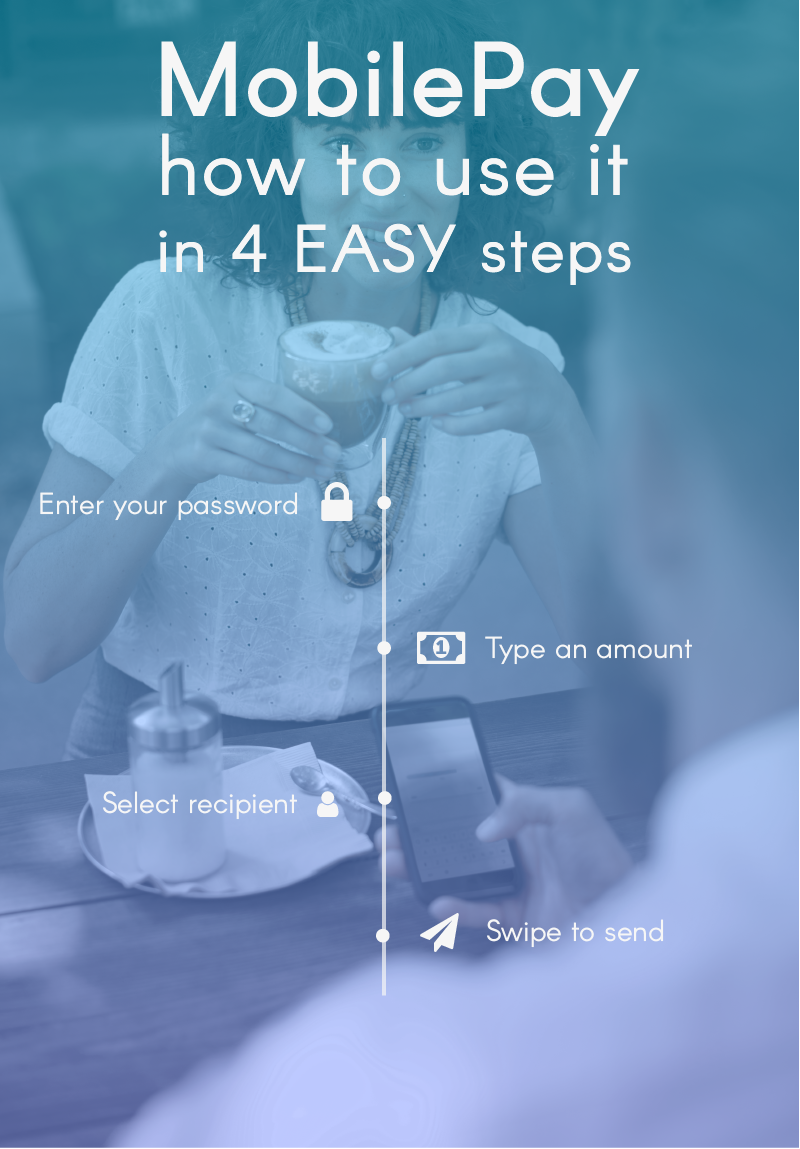 MobilePay
how to use it
in 4 EASY steps
Enter your password
1 Type an amount
Select recipient
Swipe to send